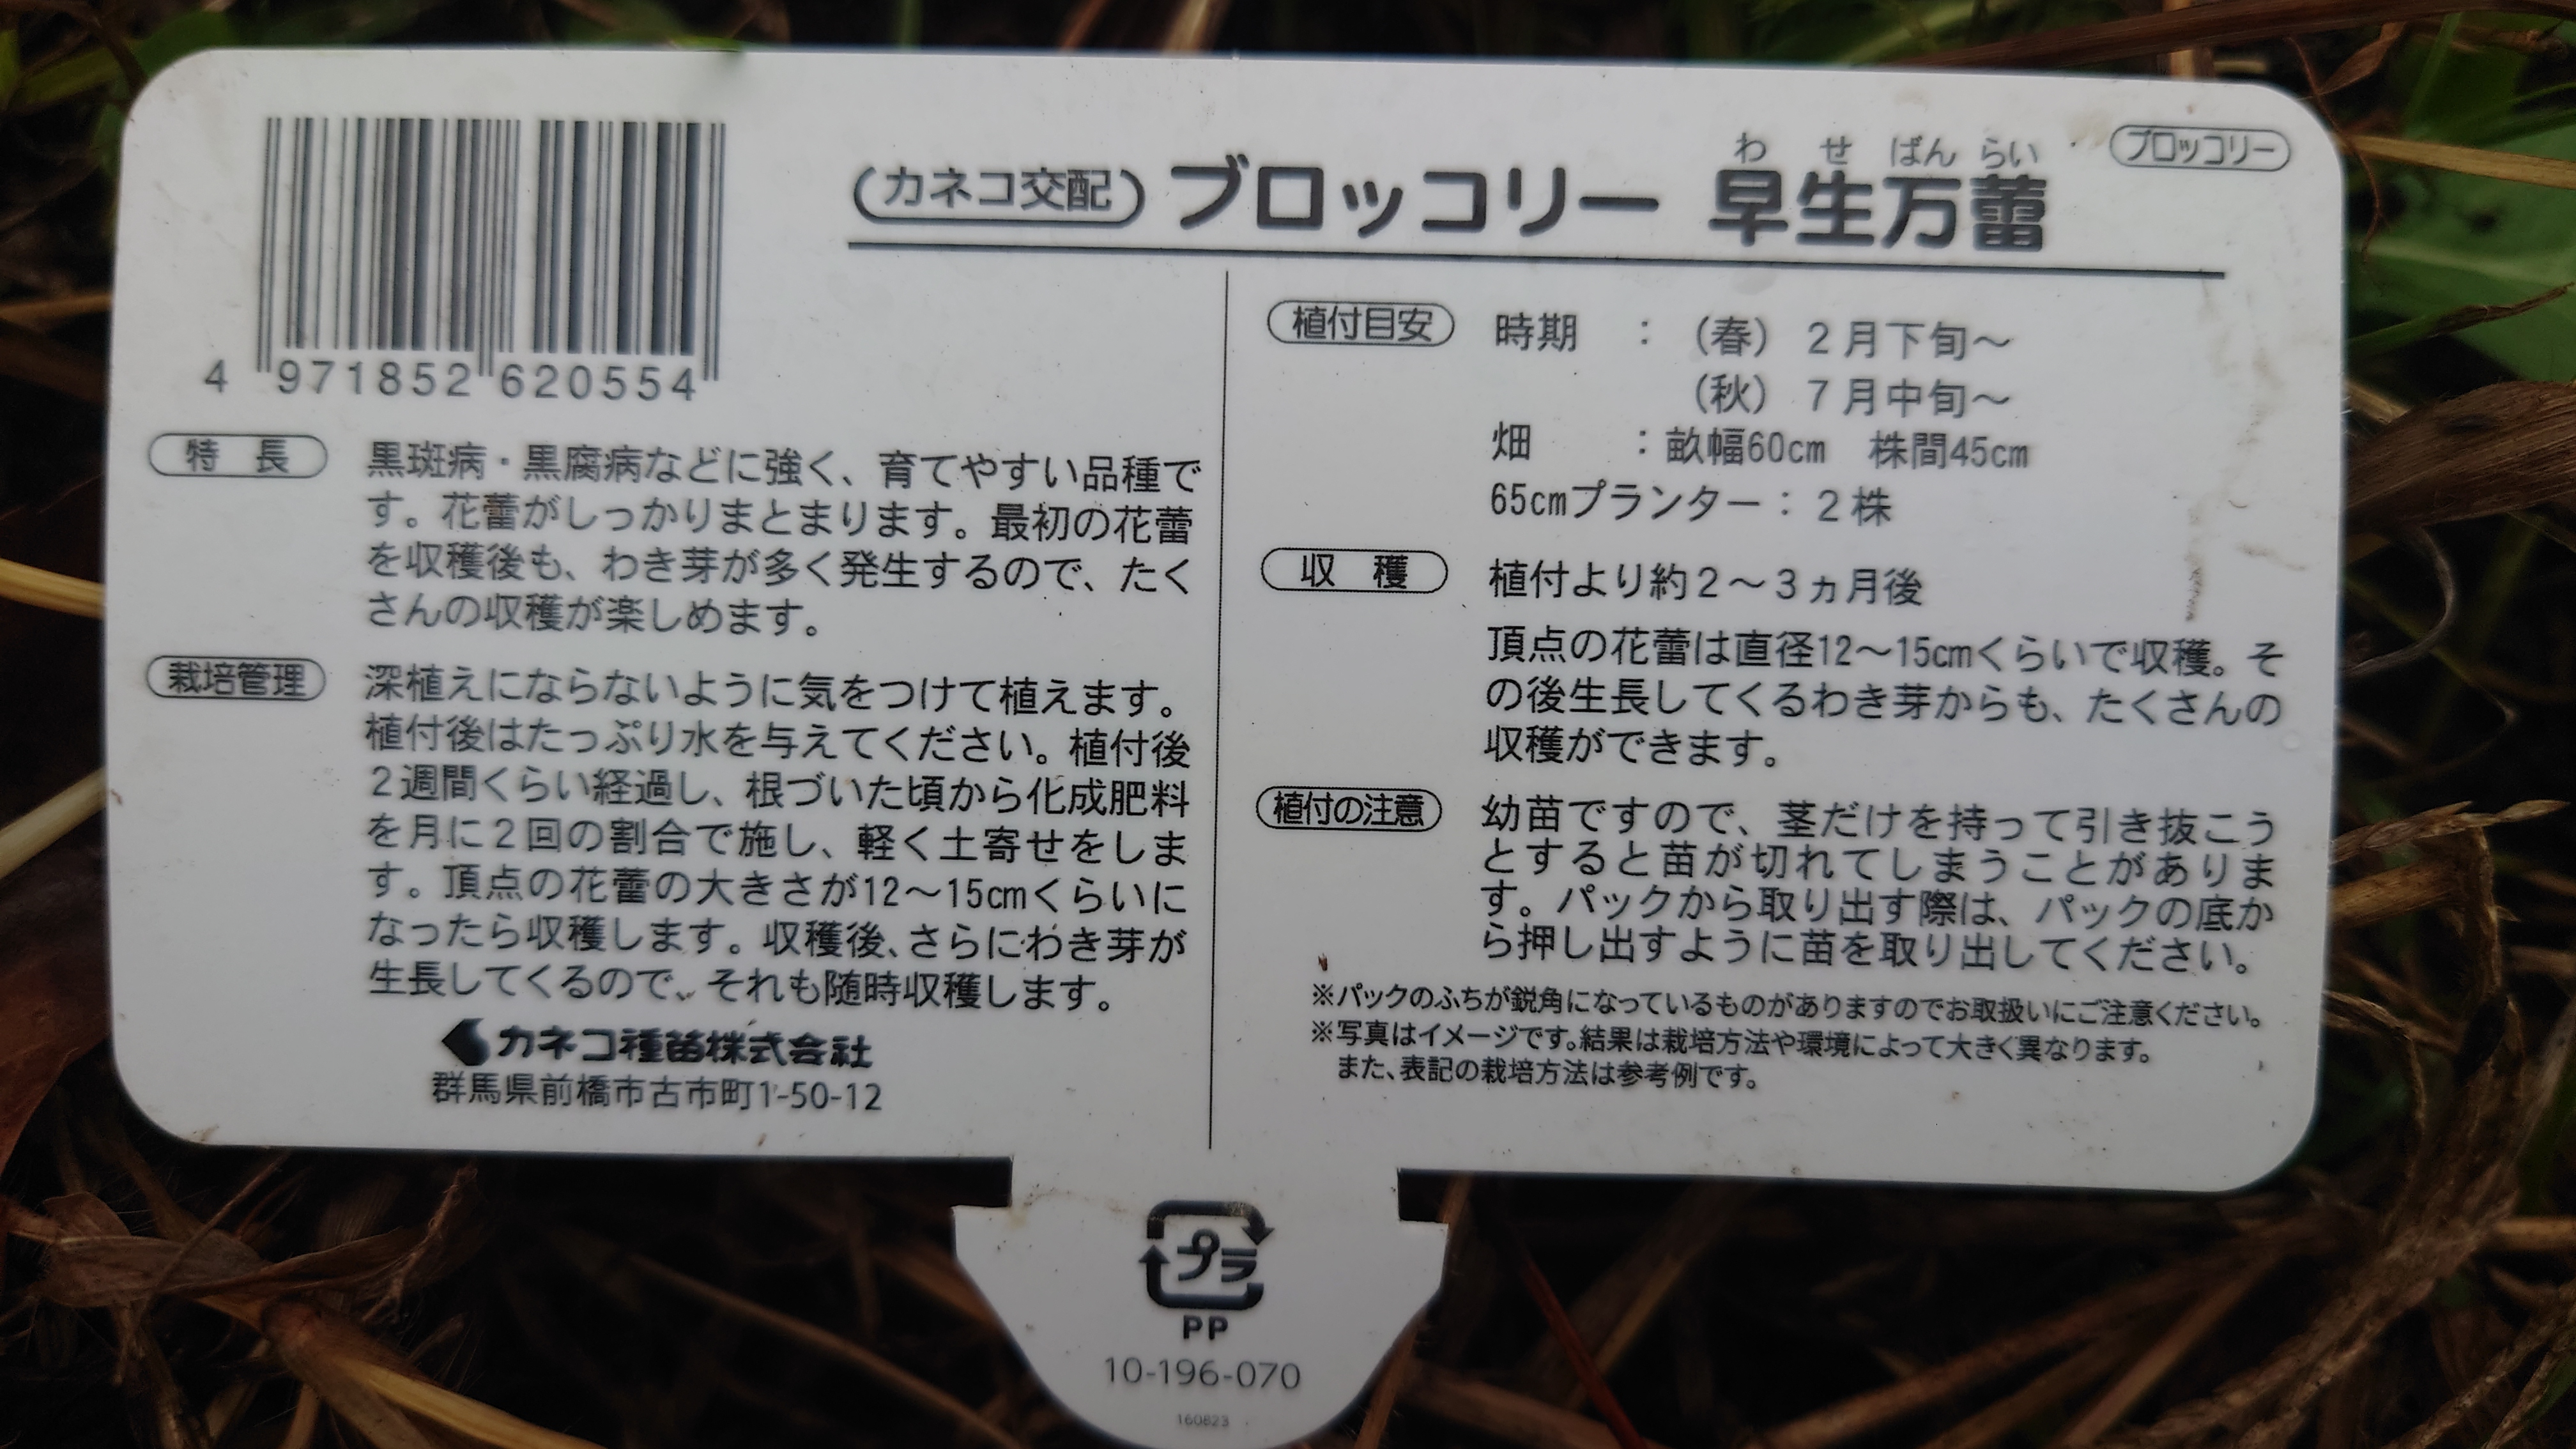 ブロッコリー
わせばんらい
(カネコ交配) ブロッコリー 早生万蕾
4 971852 620554
特長
黒斑病・黒腐病などに強く、育てやすい品種で
す。花蕾がしっかりまとまります。最初の花蕾
を収穫後も、わき芽が多く発生するので、たく
さんの収穫が楽しめます。
栽培管理
深植えにならないように気をつけて植えます。
植付後はたっぷり水を与えてください。植付後
2週間くらい経過し、根づいた頃から化成肥料
を月に2回の割合で施し、軽く土寄せをしま
す。頂点の花蕾の大きさが12～15cmくらいに
なったら収穫します。収穫後、さらにわき芽が
生長してくるので、それも随時収穫します。
カネコ種苗株式会社
群馬県前橋市古市町1-50-12
植付目安
時期 : (春) 2月下旬～
(秋) 7月中旬～
畑 : 畝幅60cm 株間45cm
65cmプランター : 2株
収穫
植付より約2～3ヵ月後
頂点の花蕾は直径12～15cmくらいで収穫。そ
の後生長してくるわき芽からも、たくさんの
収穫ができます。
植付の注意
幼苗ですので、茎だけを持って引き抜こう
とすると苗が切れてしまうことがありま
す。パックから取り出す際は、パックの底か
ら押し出すように苗を取り出してください。
※パックのふちが鋭角になっているものがありますのでお取扱いにご注意ください。
※写真はイメージです。結果は栽培方法や環境によって大きく異なります。
また、表記の栽培方法は参考例です。
プラ
PP
10-196-070
160823